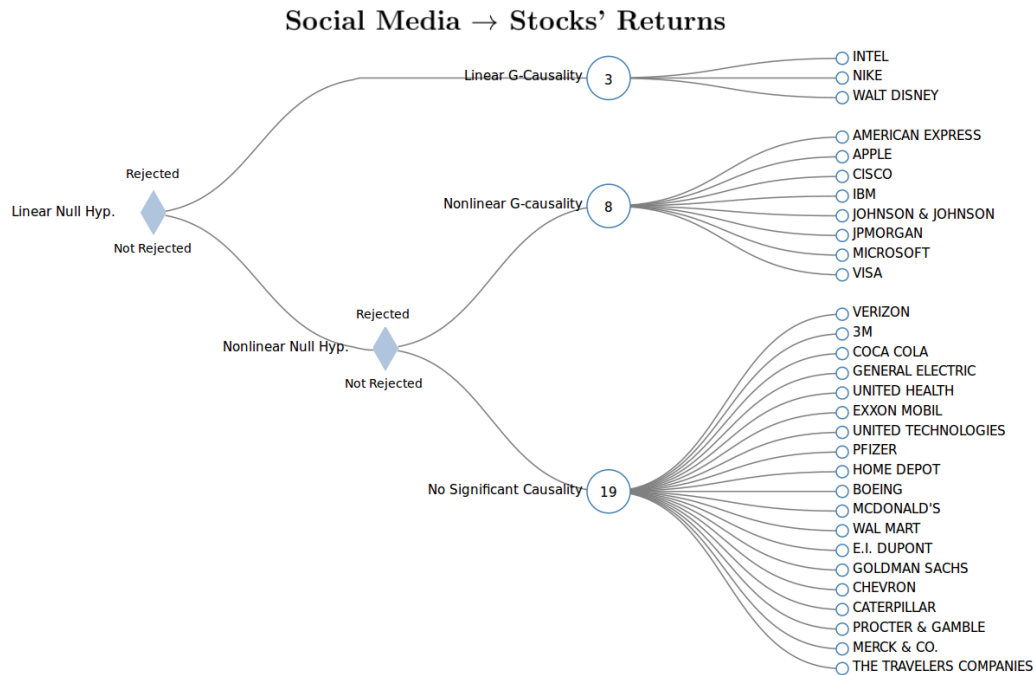 Social Media → Stocks' Returns
Linear G-Causality
3
INTEL
NIKE
WALT DISNEY
Rejected
Linear Null Hyp.
Not Rejected
Nonlinear G-causality
8
AMERICAN EXPRESS
APPLE
CISCO
IBM
JOHNSON & JOHNSON
JPMORGAN
MICROSOFT
VISA
Rejected
Nonlinear Null Hyp.
Not Rejected
No Significant Causality
19
VERIZON
3M
COCA COLA
GENERAL ELECTRIC
UNITED HEALTH
EXXON MOBIL
UNITED TECHNOLOGIES
PFIZER
HOME DEPOT
BOEING
MCDONALD'S
WAL MART
E.I. DUPONT
GOLDMAN SACHS
CHEVRON
CATERPILLAR
PROCTER & GAMBLE
MERCK & CO.
THE TRAVELERS COMPANIES